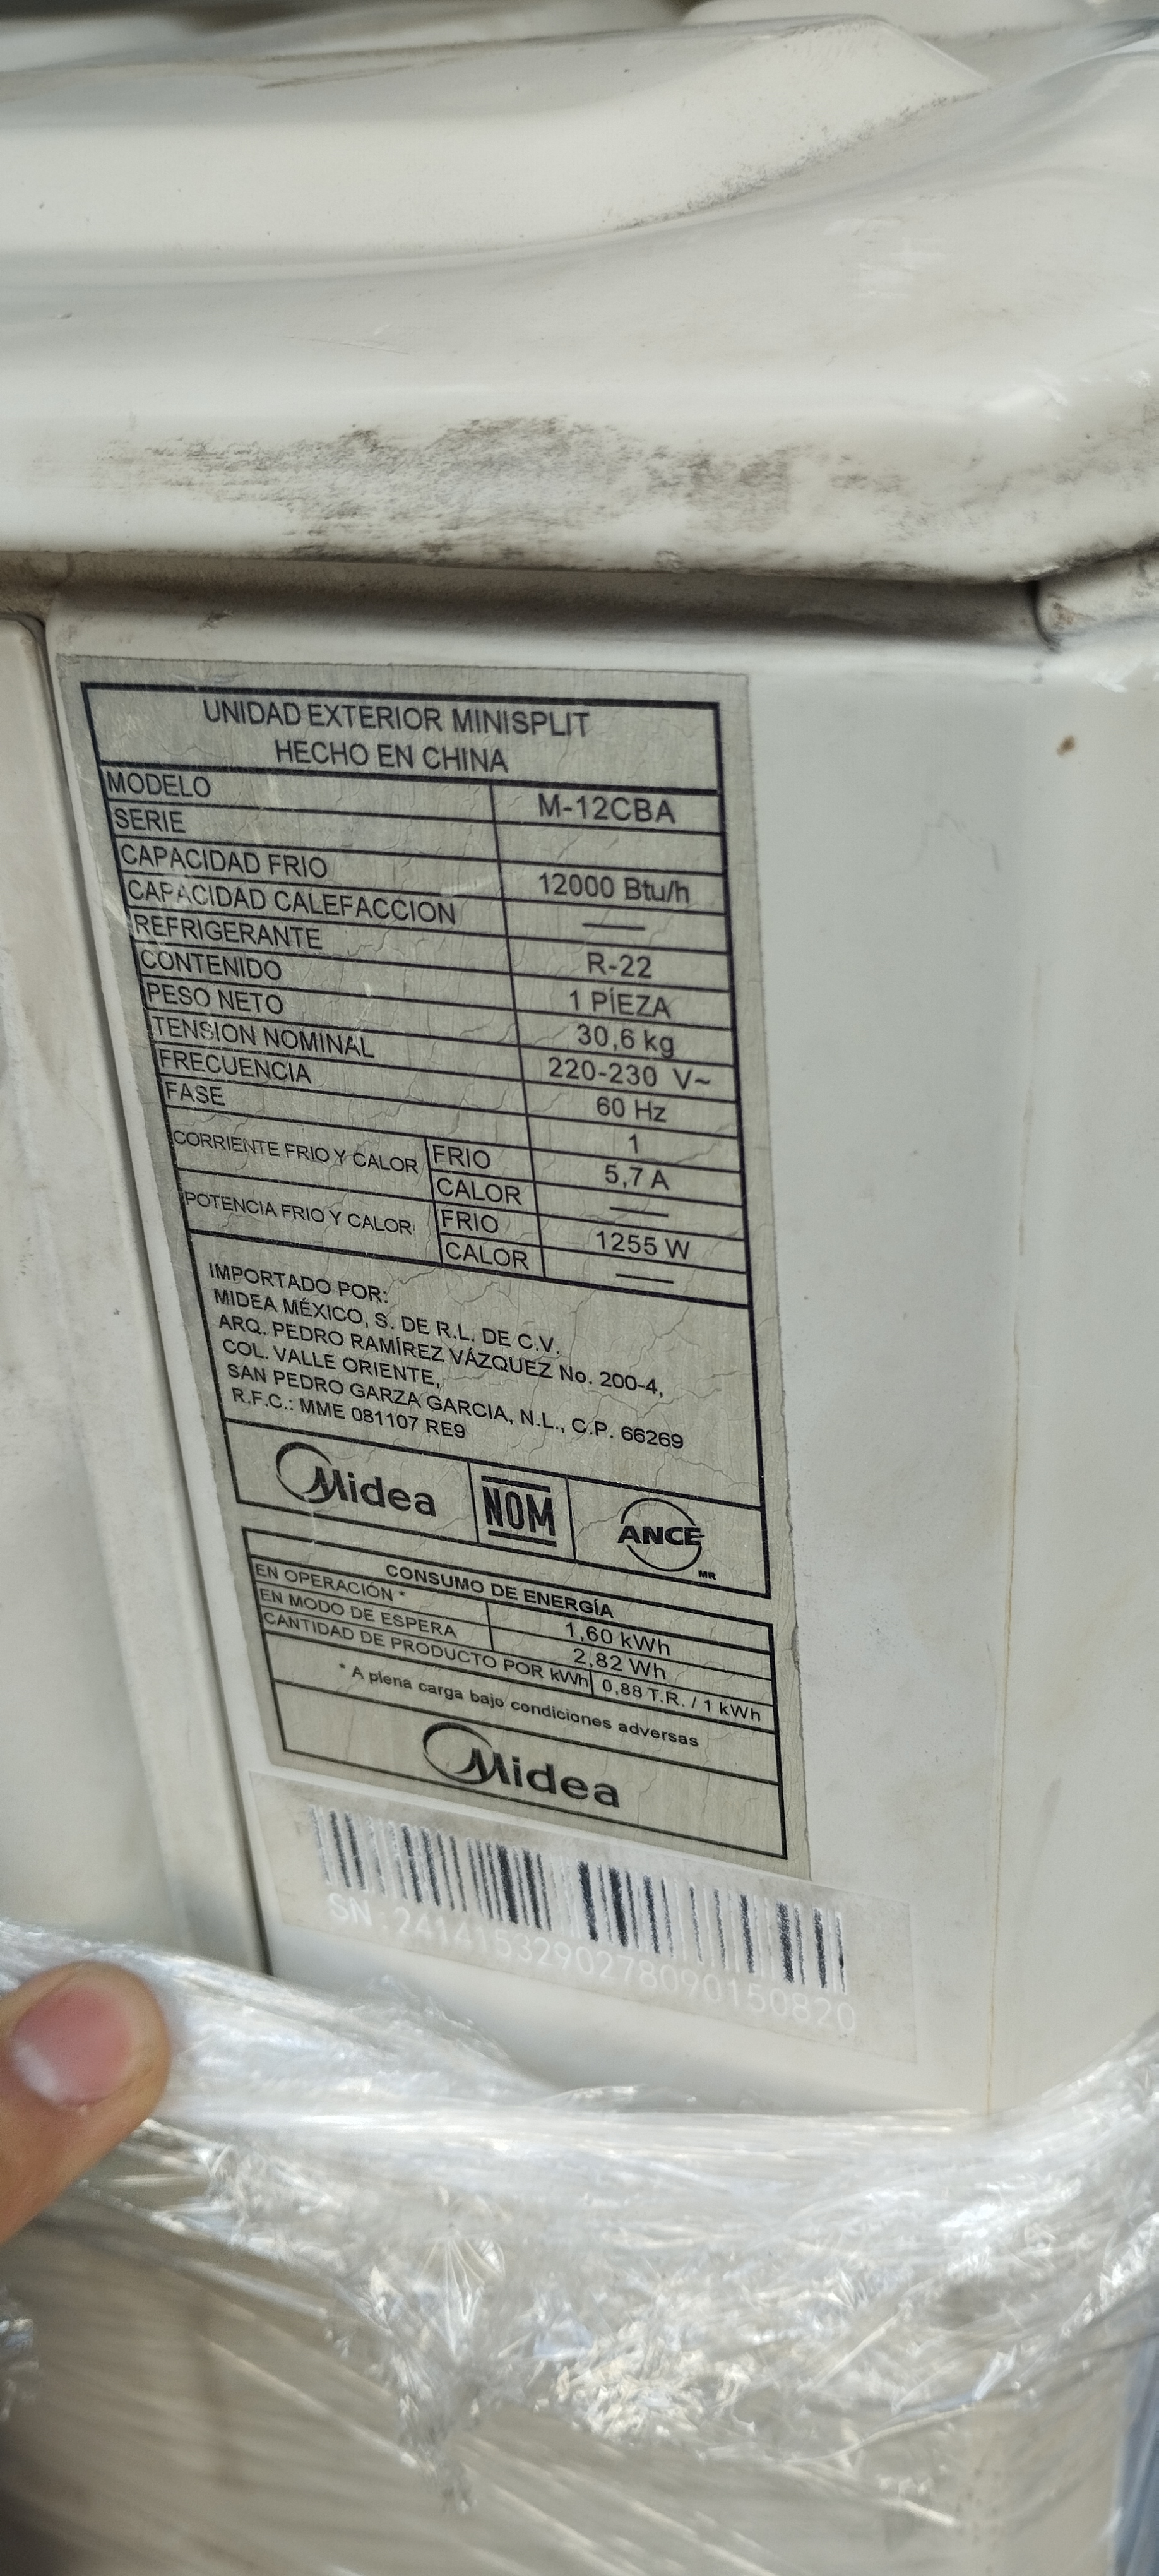 UNIDAD EXTERIOR MINISPLIT
HECHO EN CHINA
MODELO M-12CBA
SERIE
CAPACIDAD FRIO 12000 Btu/h
CAPACIDAD CALEFACCION —
REFRIGERANTE R-22
CONTENIDO 1 PÍEZA
PESO NETO 30,6 kg
TENSION NOMINAL 220-230 V~
FRECUENCIA 60 Hz
FASE 1
CORRIENTE FRIO Y CALOR FRIO 5,7 A
CALOR —
POTENCIA FRIO Y CALOR FRIO 1255 W
CALOR —
IMPORTADO POR:
MIDEA MÉXICO, S. DE R.L. DE C.V.
ARQ. PEDRO RAMÍREZ VÁZQUEZ No. 200-4,
COL. VALLE ORIENTE,
SAN PEDRO GARZA GARCIA, N.L., C.P. 66269
R.F.C.: MME 081107 RE9
Midea NOM ANCE MR
CONSUMO DE ENERGÍA
EN OPERACIÓN * 1,60 kWh
EN MODO DE ESPERA 2,82 Wh
CANTIDAD DE PRODUCTO POR kWh 0,88 T.R. / 1 kWh
* A plena carga bajo condiciones adversas
Midea
SN: 2414153290278090150820